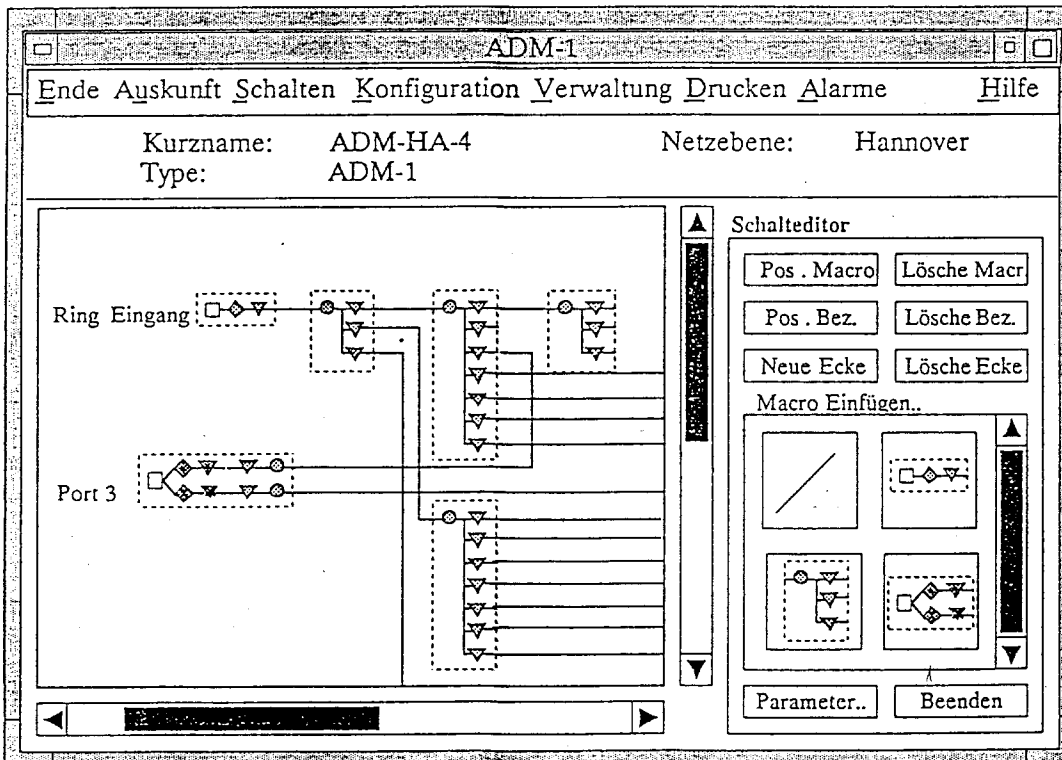 ADM-1
Ende Auskunft Schalten Konfiguration Verwaltung Drucken Alarme Hilfe
Kurzname: ADM-HA-4 Netzebene: Hannover
Type: ADM-1
Ring Eingang
Port 3
Schalteditor
Pos . Macro Lösche Macr.
Pos . Bez. Lösche Bez.
Neue Ecke Lösche Ecke
Macro Einfügen..
Parameter.. Beenden